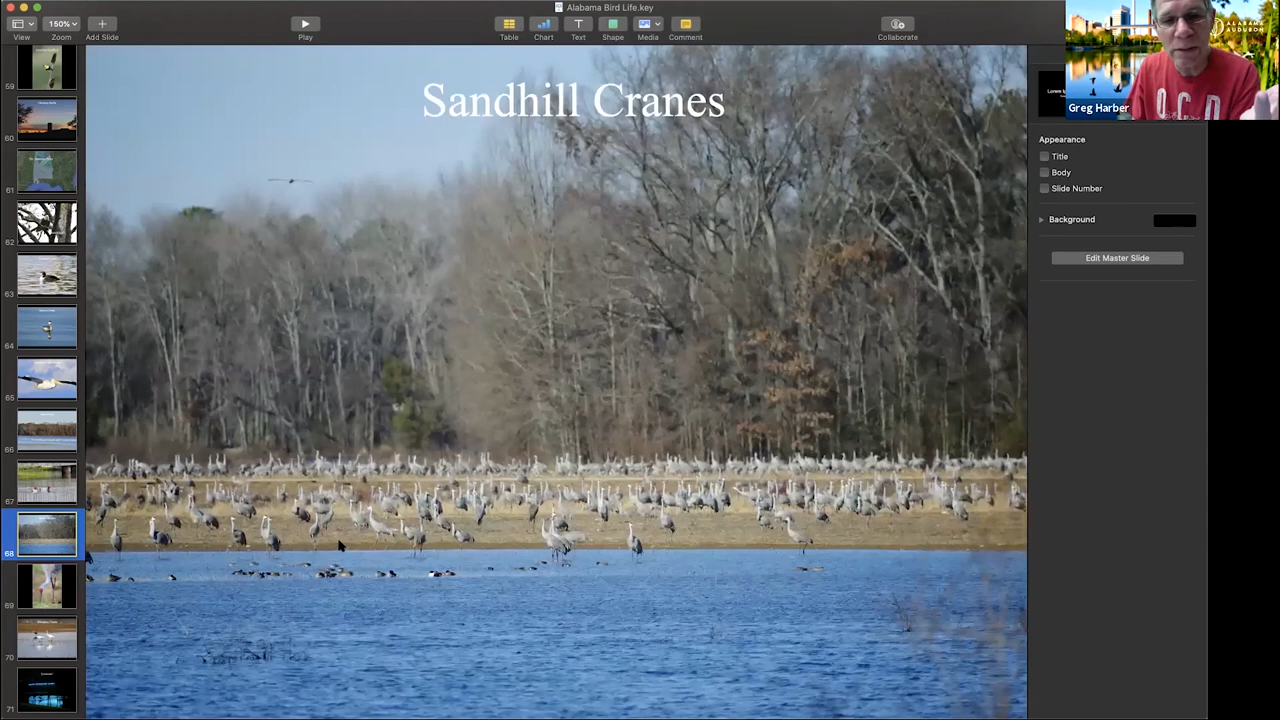 Alabama Bird Life.key
150%
View
Zoom
Add Slide
Play
Table
Chart
Text
Shape
Media
Comment
Collaborate
ALABAMA
AUDUBON
Greg Harber
Sandhill Cranes
Appearance
Title
Body
Slide Number
Background
Edit Master Slide
59
60
61
62
63
64
65
66
67
68
69
70
71